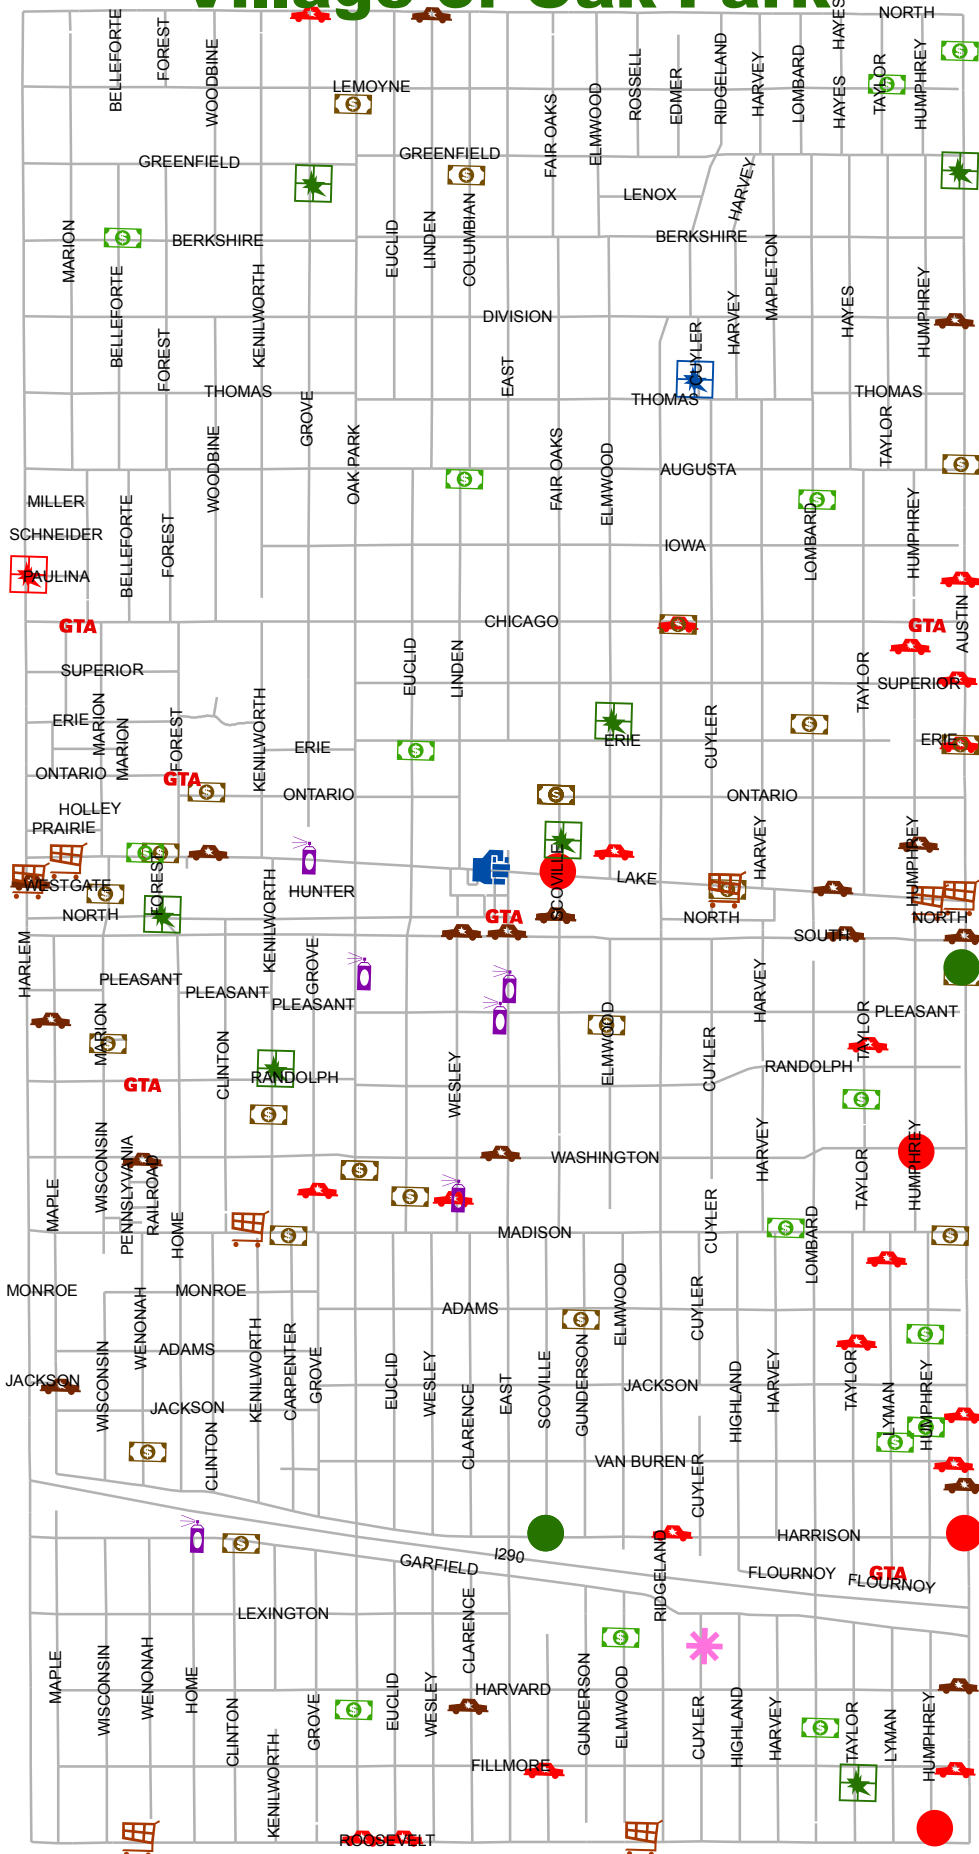 Village of Oak Park
NORTH
HAYES
BELLEFORTE
FOREST
WOODBINE
LEMOYNE
FAIR OAKS
ELMWOOD
ROSSELL
EDMER
RIDGELAND
HARVEY
LOMBARD
HAYES
TAYLOR
HUMPHREY
GREENFIELD
GREENFIELD
LENOX
HARVEY
MARION
BERKSHIRE
EUCLID
LINDEN
COLUMBIAN
BERKSHIRE
MAPLETON
BELLEFORTE
FOREST
KENILWORTH
DIVISION
EAST
CUYLER
HARVEY
HAYES
HUMPHREY
THOMAS
THOMAS
THOMAS
GROVE
WOODBINE
OAK PARK
FAIR OAKS
ELMWOOD
AUGUSTA
TAYLOR
MILLER
SCHNEIDER
PAULINA
BELLEFORTE
FOREST
IOWA
LOMBARD
HUMPHREY
GTA
CHICAGO
GTA
AUSTIN
SUPERIOR
EUCLID
LINDEN
TAYLOR
SUPERIOR
ERIE
MARION
MARION
FOREST
KENILWORTH
ERIE
ERIE
CUYLER
ERIE
ONTARIO
GTA
ONTARIO
ONTARIO
HOLLEY
PRAIRIE
WESTGATE
FOREST
HUNTER
SCOVILLE
LAKE
HARVEY
HUMPHREY
NORTH
KENILWORTH
GTA
NORTH
NORTH
SOUTH
HARLEM
PLEASANT
PLEASANT
GROVE
PLEASANT
HARVEY
PLEASANT
MARION
CLINTON
RANDOLPH
WESLEY
ELMWOOD
CUYLER
RANDOLPH
TAYLOR
GTA
MAPLE
WISCONSIN
PENNSLYVANIA
RAILROAD
HOME
WASHINGTON
HARVEY
CUYLER
TAYLOR
HUMPHREY
MADISON
LOMBARD
MONROE
MONROE
WENONAH
ADAMS
ELMWOOD
CUYLER
ADAMS
JACKSON
WISCONSIN
JACKSON
KENILWORTH
CARPENTER
GROVE
EUCLID
WESLEY
CLARENCE
EAST
SCOVILLE
GUNDERSON
JACKSON
HIGHLAND
HARVEY
TAYLOR
LYMAN
HUMPHREY
CLINTON
VAN BUREN
CUYLER
HARRISON
GARFIELD
I290
RIDGELAND
FLOURNOY
GTA
FLOURNOY
LEXINGTON
CLARENCE
MAPLE
WISCONSIN
WENONAH
HOME
CLINTON
KENILWORTH
GROVE
EUCLID
WESLEY
HARVARD
GUNDERSON
ELMWOOD
CUYLER
HIGHLAND
HARVEY
TAYLOR
LYMAN
HUMPHREY
FILLMORE
ROOSEVELT